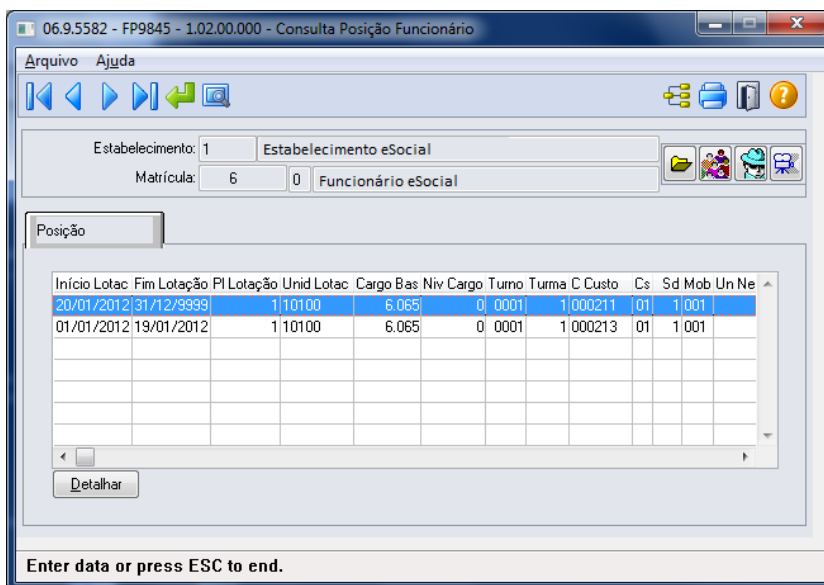 06.9.5582 - FP9845 - 1.02.00.000 - Consulta Posição Funcionário
Arquivo Ajuda
Estabelecimento: 1 Estabelecimento eSocial
Matrícula: 6 0 Funcionário eSocial
Posição
Início Lotac Fim Lotação Pl Lotação Unid Lotac Cargo Bas Niv Cargo Turno Turma C Custo Cs Sd Mob Un Ne
20/01/2012 31/12/9999 1 10100 6.065 0 0001 1 000211 01 1 001
01/01/2012 19/01/2012 1 10100 6.065 0 0001 1 000213 01 1 001
Detalhar
Enter data or press ESC to end.